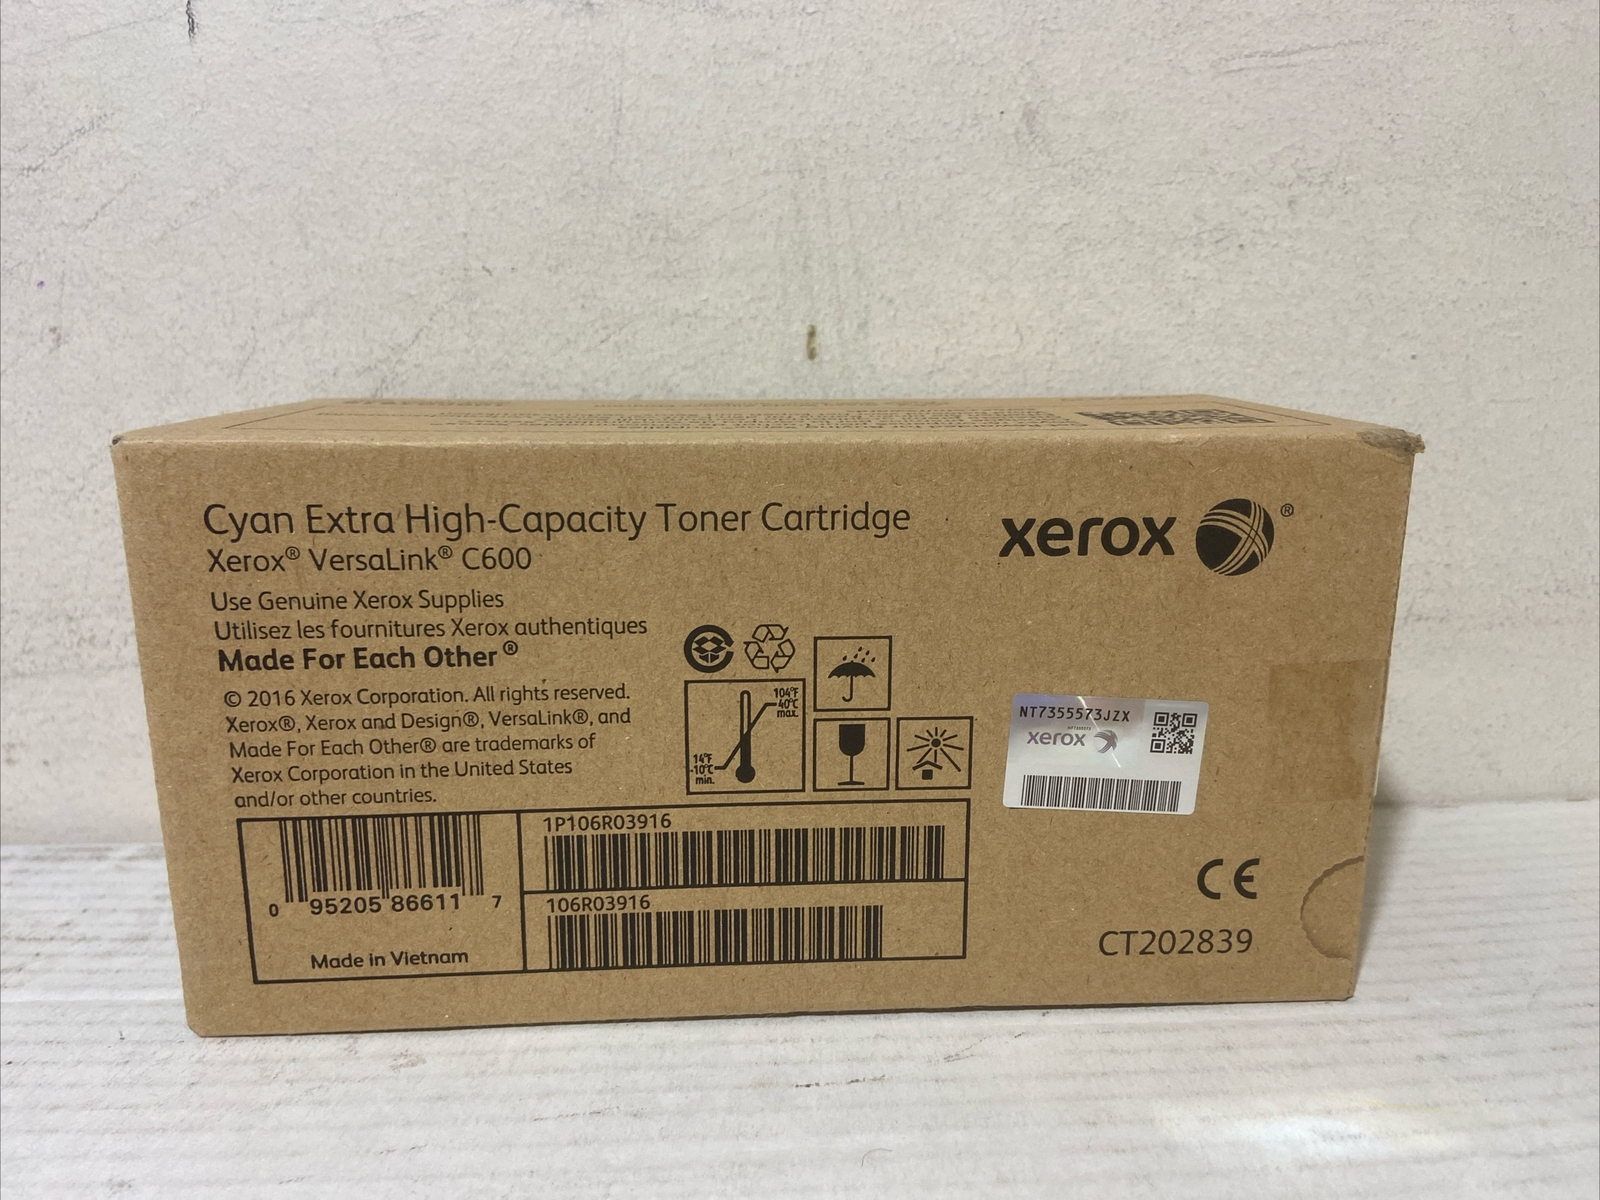 Cyan Extra High-Capacity Toner Cartridge
Xerox® VersaLink® C600
xerox ®
Use Genuine Xerox Supplies
Utilisez les fournitures Xerox authentiques
Made For Each Other®
© 2016 Xerox Corporation. All rights reserved.
Xerox®, Xerox and Design®, VersaLink®, and
Made For Each Other® are trademarks of
Xerox Corporation in the United States
and/or other countries.
104°F
40°C
max.
14°F
-10°C
min.
NT7355573JZX
xerox
1P106R03916
106R03916
0 95205 86611 7
Made in Vietnam
CE
CT202839